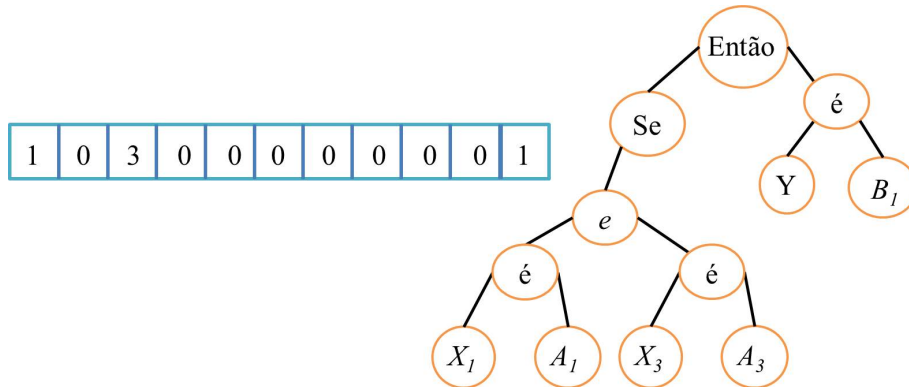 Então
é
Se
1 0 3 0 0 0 0 0 0 0 1
Y B₁
e
é é
X₁ A₁ X₃ A₃